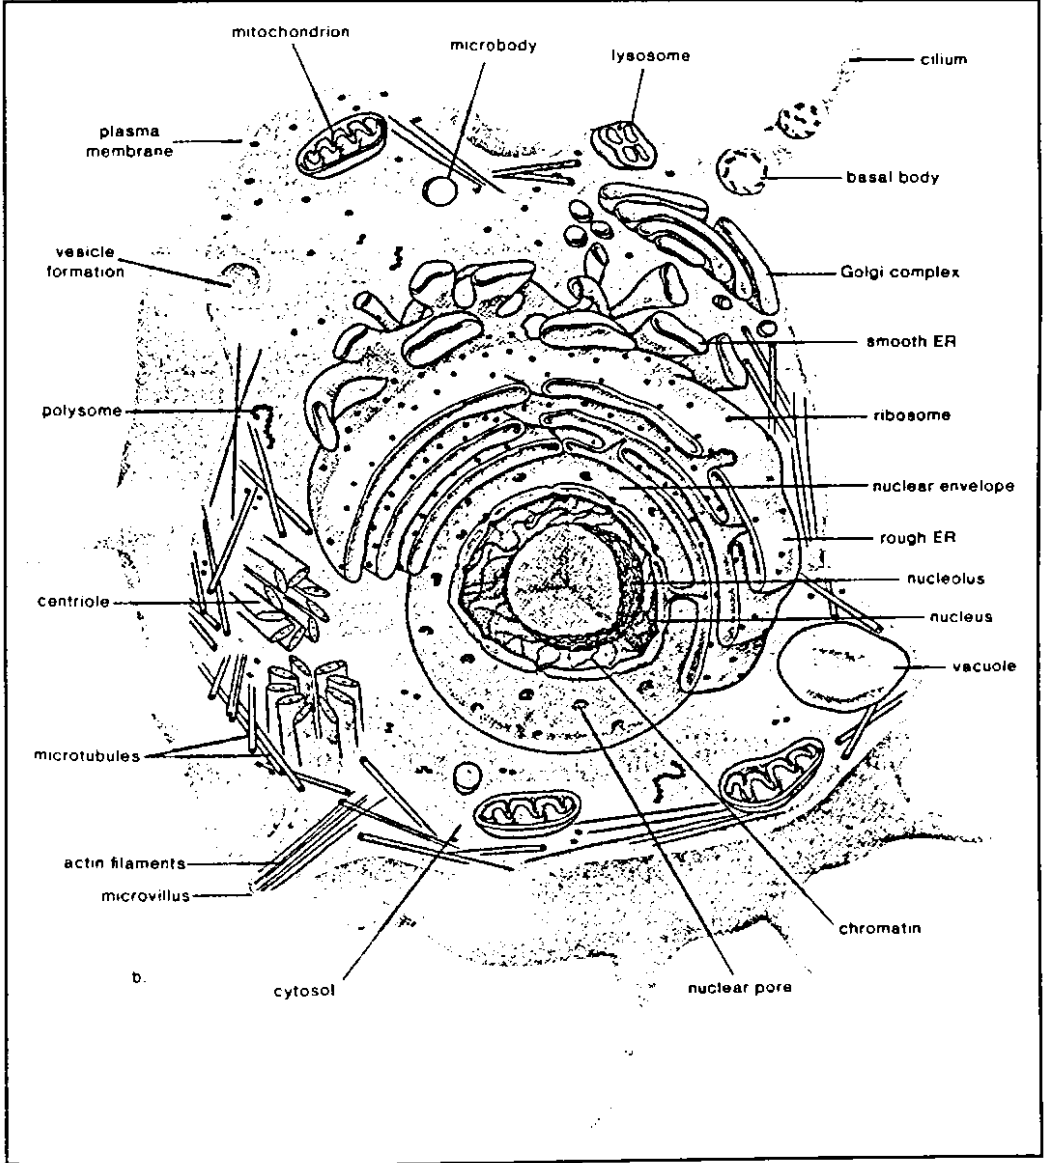 mitochondrion
microbody
lysosome
cilium
plasma
membrane
basal body
vesicle
formation
Golgi complex
smooth ER
polysome
ribosome
nuclear envelope
rough ER
nucleolus
centriole
nucleus
vacuole
microtubules
actin filaments
microvillus
chromatin
b.
cytosol
nuclear pore